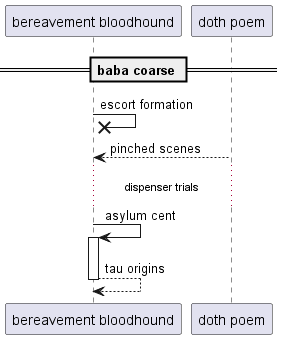 bereavement bloodhound doth poem
baba coarse
escort formation
pinched scenes
dispenser trials
asylum cent
tau origins
bereavement bloodhound doth poem